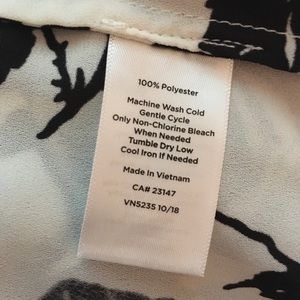 100% Polyester
Machine Wash Cold
Gentle Cycle
Only Non-Chlorine Bleach
When Needed
Tumble Dry Low
Cool Iron If Needed
Made In Vietnam
CA# 23147
VN5235 10/18